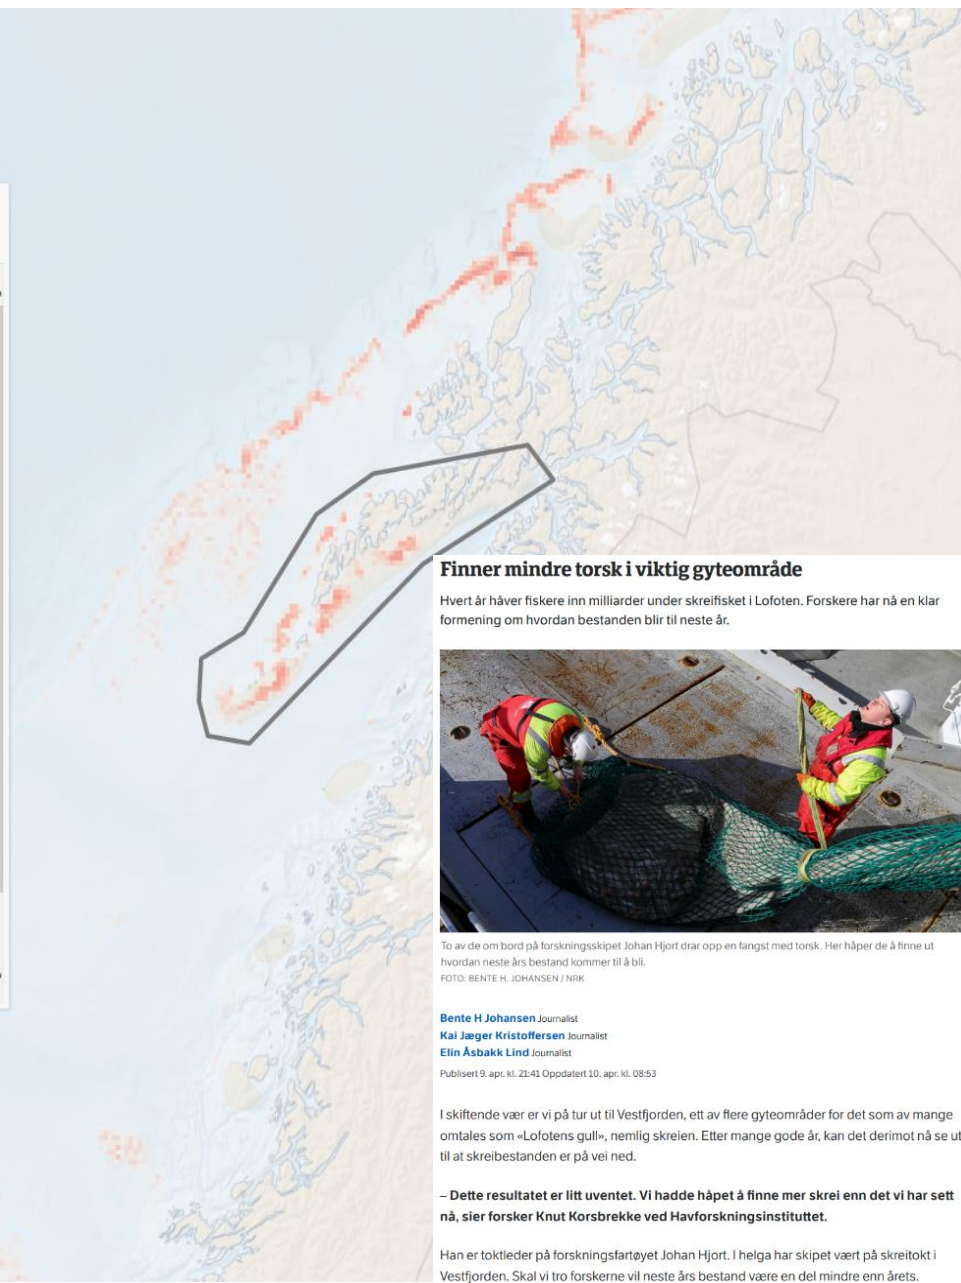 Finner mindre torsk i viktig gyteområde
Hvert år håver fiskere inn milliarder under skreifisket i Lofoten. Forskere har nå en klar
formening om hvordan bestanden blir til neste år.
To av de om bord på forskningsskipet Johan Hjort drar opp en fangst med torsk. Her håper de å finne ut
hvordan neste års bestand kommer til å bli.
FOTO: BENTE H. JOHANSEN / NRK
Bente H Johansen Journalist
Kai Jæger Kristoffersen Journalist
Elin Åsbakk Lind Journalist
Publisert 9. apr. kl. 21:41 Oppdatert 10. apr. kl. 08:53
I skiftende vær er vi på tur ut til Vestfjorden, ett av flere gyteområder for det som av mange
omtales som «Lofotens gull», nemlig skreien. Etter mange gode år, kan det derimot nå se ut
til at skreibestanden er på vei ned.
– Dette resultatet er litt uventet. Vi hadde håpet å finne mer skrei enn det vi har sett
nå, sier forsker Knut Korsbrekke ved Havforskningsinstituttet.
Han er toktleder på forskningsfartøyet Johan Hjort. I helga har skipet vært på skreitokt i
Vestfjorden. Skal vi tro forskerne vil neste års bestand være en del mindre enn årets.